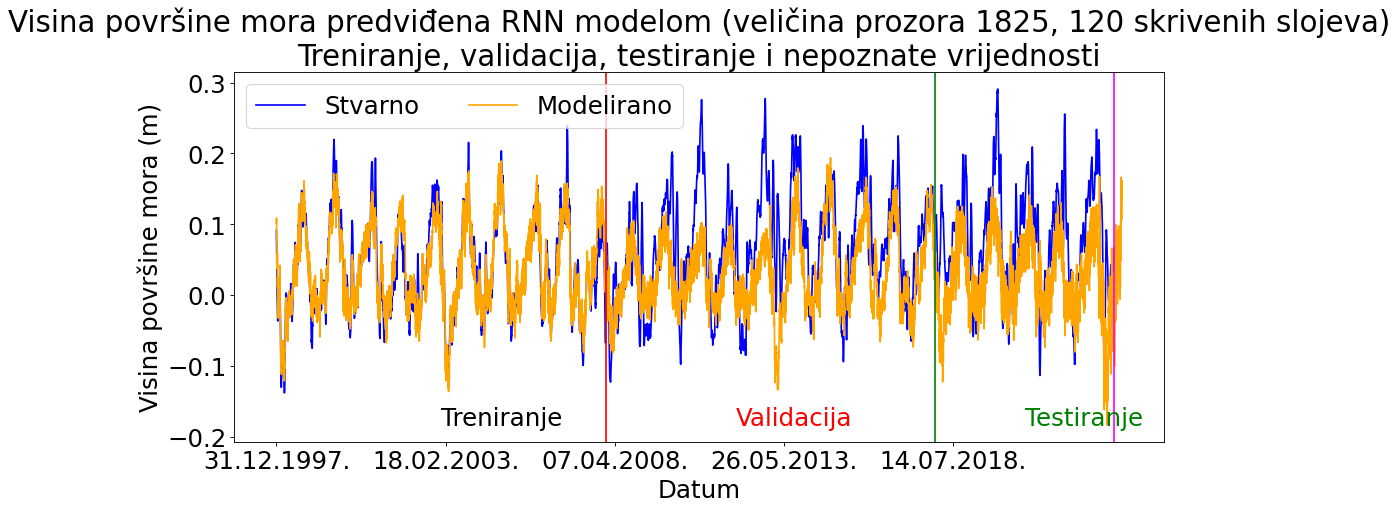 Visina površine mora predviđena RNN modelom (veličina prozora 1825, 120 skrivenih slojeva)
Treniranje, validacija, testiranje i nepoznate vrijednosti
Stvarno
Modelirano
Visina površine mora (m)
0.3
0.2
0.1
0.0
−0.1
−0.2
Treniranje
Validacija
Testiranje
31.12.1997.
18.02.2003.
07.04.2008.
26.05.2013.
14.07.2018.
Datum